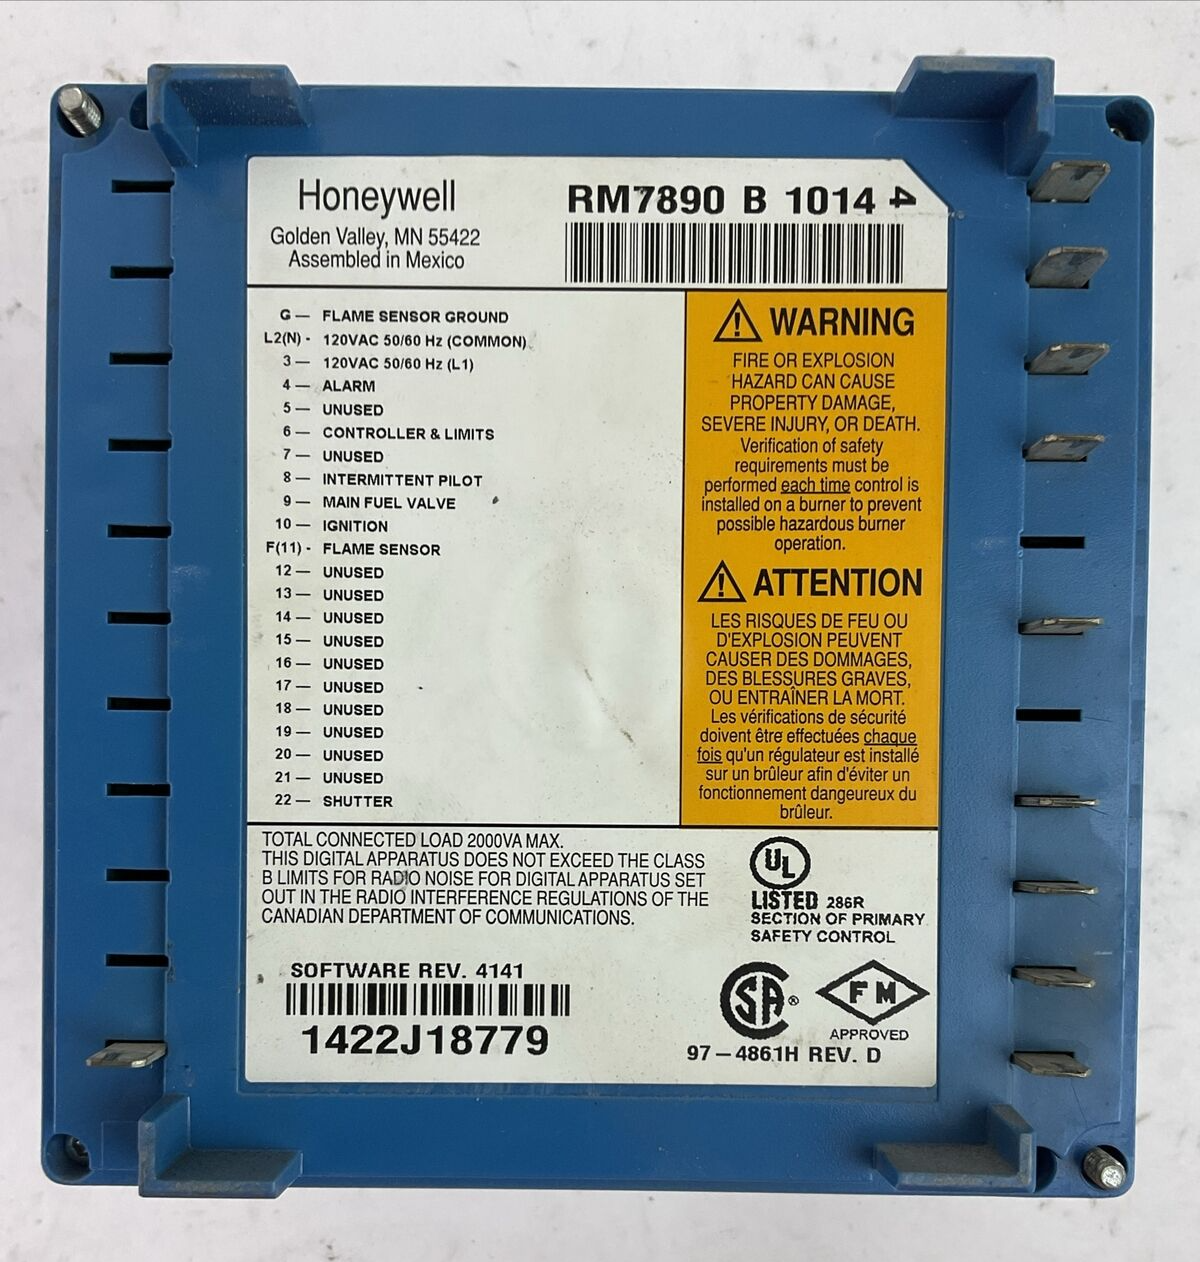 Honeywell
Golden Valley, MN 55422
Assembled in Mexico
RM7890 B 1014 4
G — FLAME SENSOR GROUND
L2(N) - 120VAC 50/60 Hz (COMMON)
3 — 120VAC 50/60 Hz (L1)
4 — ALARM
5 — UNUSED
6 — CONTROLLER & LIMITS
7 — UNUSED
8 — INTERMITTENT PILOT
9 — MAIN FUEL VALVE
10 — IGNITION
F(11) - FLAME SENSOR
12 — UNUSED
13 — UNUSED
14 — UNUSED
15 — UNUSED
16 — UNUSED
17 — UNUSED
18 — UNUSED
19 — UNUSED
20 — UNUSED
21 — UNUSED
22 — SHUTTER
WARNING
FIRE OR EXPLOSION
HAZARD CAN CAUSE
PROPERTY DAMAGE,
SEVERE INJURY, OR DEATH.
Verification of safety
requirements must be
performed each time control is
installed on a burner to prevent
possible hazardous burner
operation.
ATTENTION
LES RISQUES DE FEU OU
D'EXPLOSION PEUVENT
CAUSER DES DOMMAGES,
DES BLESSURES GRAVES,
OU ENTRAÎNER LA MORT.
Les vérifications de sécurité
doivent être effectuées chaque
fois qu'un régulateur est installé
sur un brûleur afin d'éviter un
fonctionnement dangeureux du
brûleur.
TOTAL CONNECTED LOAD 2000VA MAX.
THIS DIGITAL APPARATUS DOES NOT EXCEED THE CLASS
B LIMITS FOR RADIO NOISE FOR DIGITAL APPARATUS SET
OUT IN THE RADIO INTERFERENCE REGULATIONS OF THE
CANADIAN DEPARTMENT OF COMMUNICATIONS.
SOFTWARE REV. 4141
1422J18779
UL
LISTED 286R
SECTION OF PRIMARY
SAFETY CONTROL
SA ®
FM
APPROVED
97-4861H REV. D